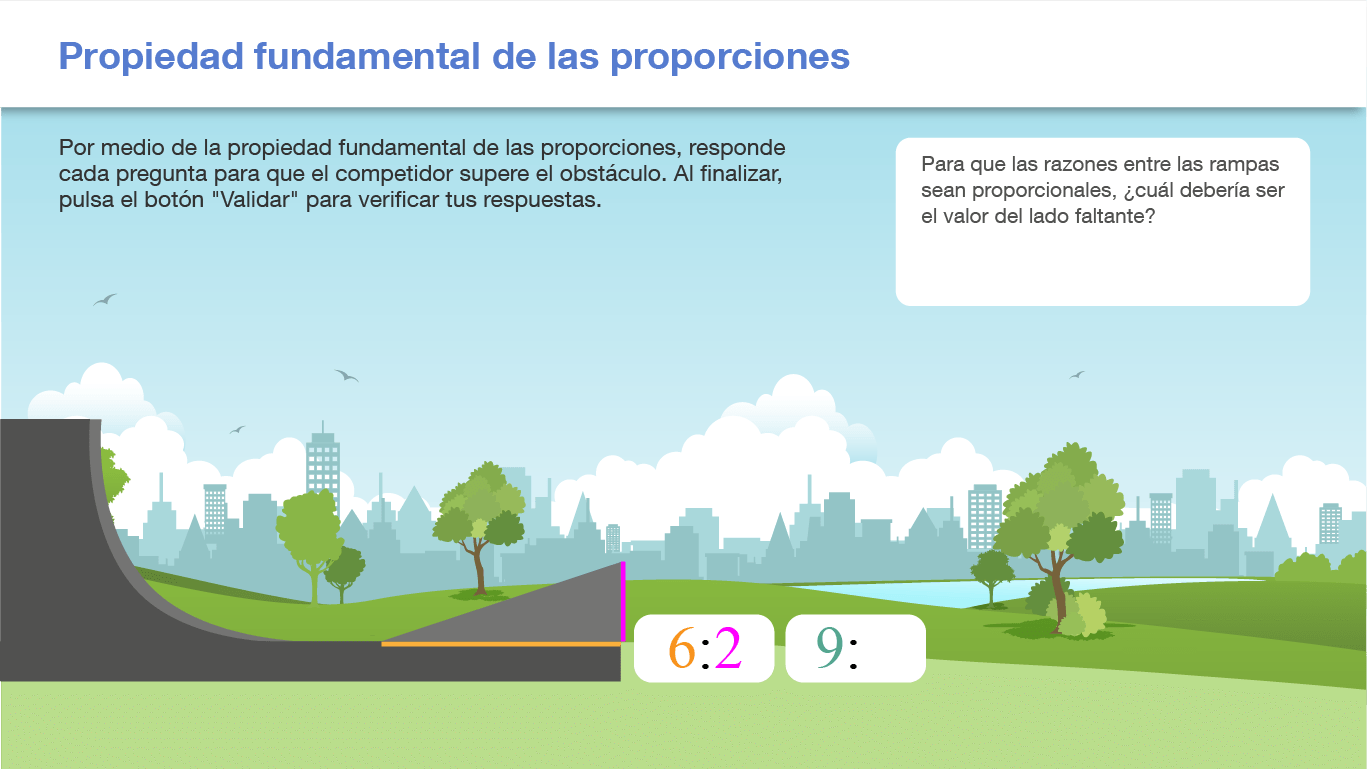 Propiedad fundamental de las proporciones
Por medio de la propiedad fundamental de las proporciones, responde
cada pregunta para que el competidor supere el obstáculo. Al finalizar,
pulsa el botón "Validar" para verificar tus respuestas.
Para que las razones entre las rampas
sean proporcionales, ¿cuál debería ser
el valor del lado faltante?
6:2
9: